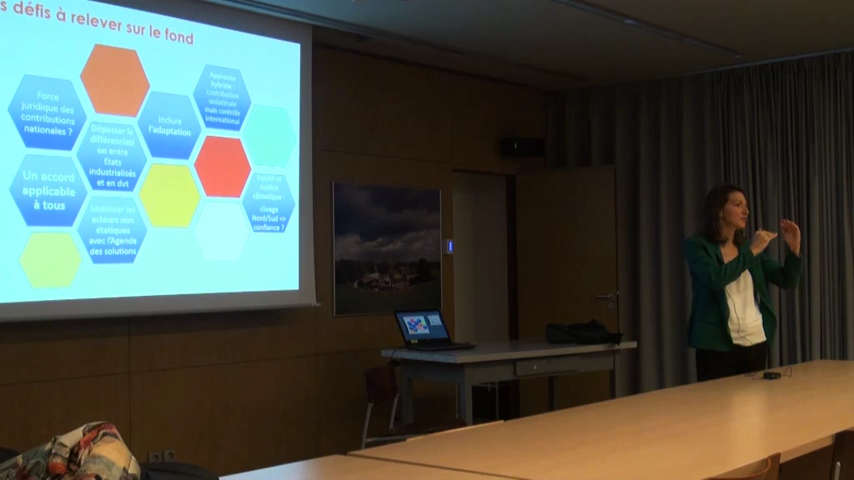 s défis à relever sur le fond
Force
juridique des
contributions
nationales ?
Approche
hybride :
contribution
volontaire
mais contrôle
international
Inclure
l'adaptation
Dépasser la
différenciati
on entre
Etats
industrialisés
et en dvt
Un accord
applicable
à tous
Equité et
justice
climatique :
clivage
Nord/Sud =>
confiance ?
Mobiliser les
acteurs non
étatiques
avec l'Agenda
des solutions